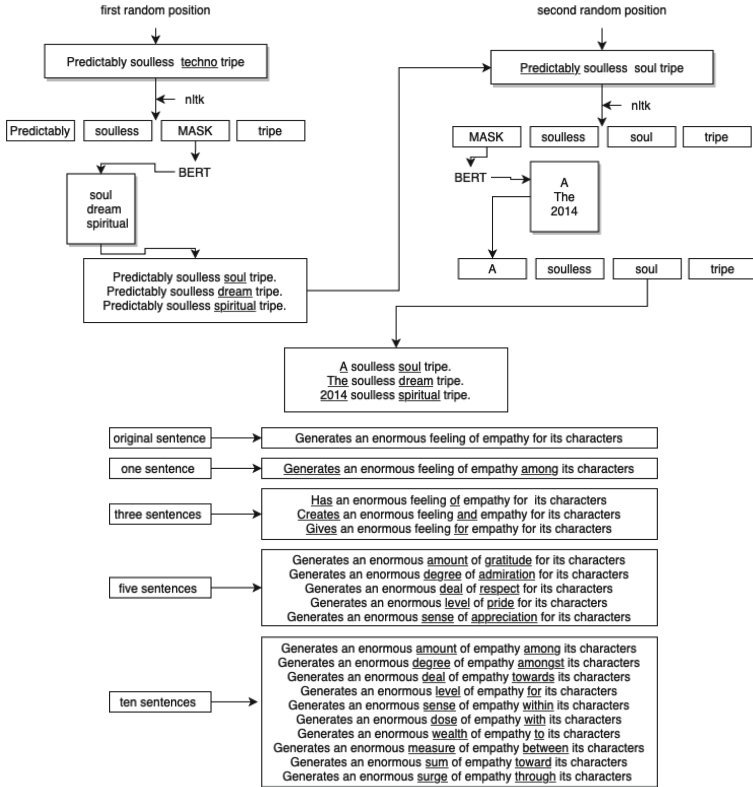 first random position
Predictably soulless techno tripe
nltk
Predictably
soulless
MASK
tripe
BERT
soul
dream
spiritual
Predictably soulless soul tripe.
Predictably soulless dream tripe.
Predictably soulless spiritual tripe.
second random position
Predictably soulless soul tripe
nltk
MASK
soulless
soul
tripe
BERT
A
The
2014
A
soulless
soul
tripe
A soulless soul tripe.
The soulless dream tripe.
2014 soulless spiritual tripe.
original sentence
Generates an enormous feeling of empathy for its characters
one sentence
Generates an enormous feeling of empathy among its characters
three sentences
Has an enormous feeling of empathy for its characters
Creates an enormous feeling and empathy for its characters
Gives an enormous feeling for empathy for its characters
five sentences
Generates an enormous amount of gratitude for its characters
Generates an enormous degree of admiration for its characters
Generates an enormous deal of respect for its characters
Generates an enormous level of pride for its characters
Generates an enormous sense of appreciation for its characters
ten sentences
Generates an enormous amount of empathy among its characters
Generates an enormous degree of empathy amongst its characters
Generates an enormous deal of empathy towards its characters
Generates an enormous level of empathy for its characters
Generates an enormous sense of empathy within its characters
Generates an enormous dose of empathy with its characters
Generates an enormous wealth of empathy to its characters
Generates an enormous measure of empathy between its characters
Generates an enormous sum of empathy toward its characters
Generates an enormous surge of empathy through its characters